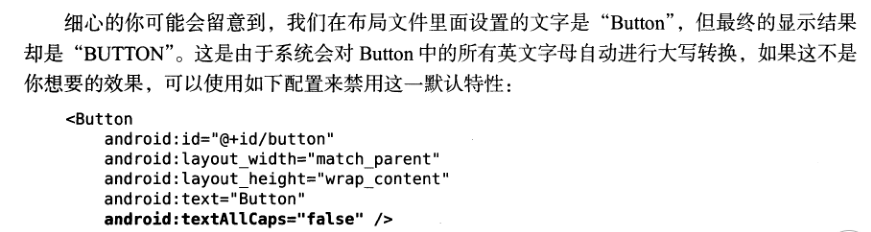 细心的你可能会留意到，我们在布局文件里面设置的文字是“Button”，但最终的显示结果
却是“BUTTON”。这是由于系统会对 Button 中的所有英文字母自动进行大写转换，如果这不是
你想要的效果，可以使用如下配置来禁用这一默认特性：
<Button
android:id="@+id/button"
android:layout_width="match_parent"
android:layout_height="wrap_content"
android:text="Button"
android:textAllCaps="false" />